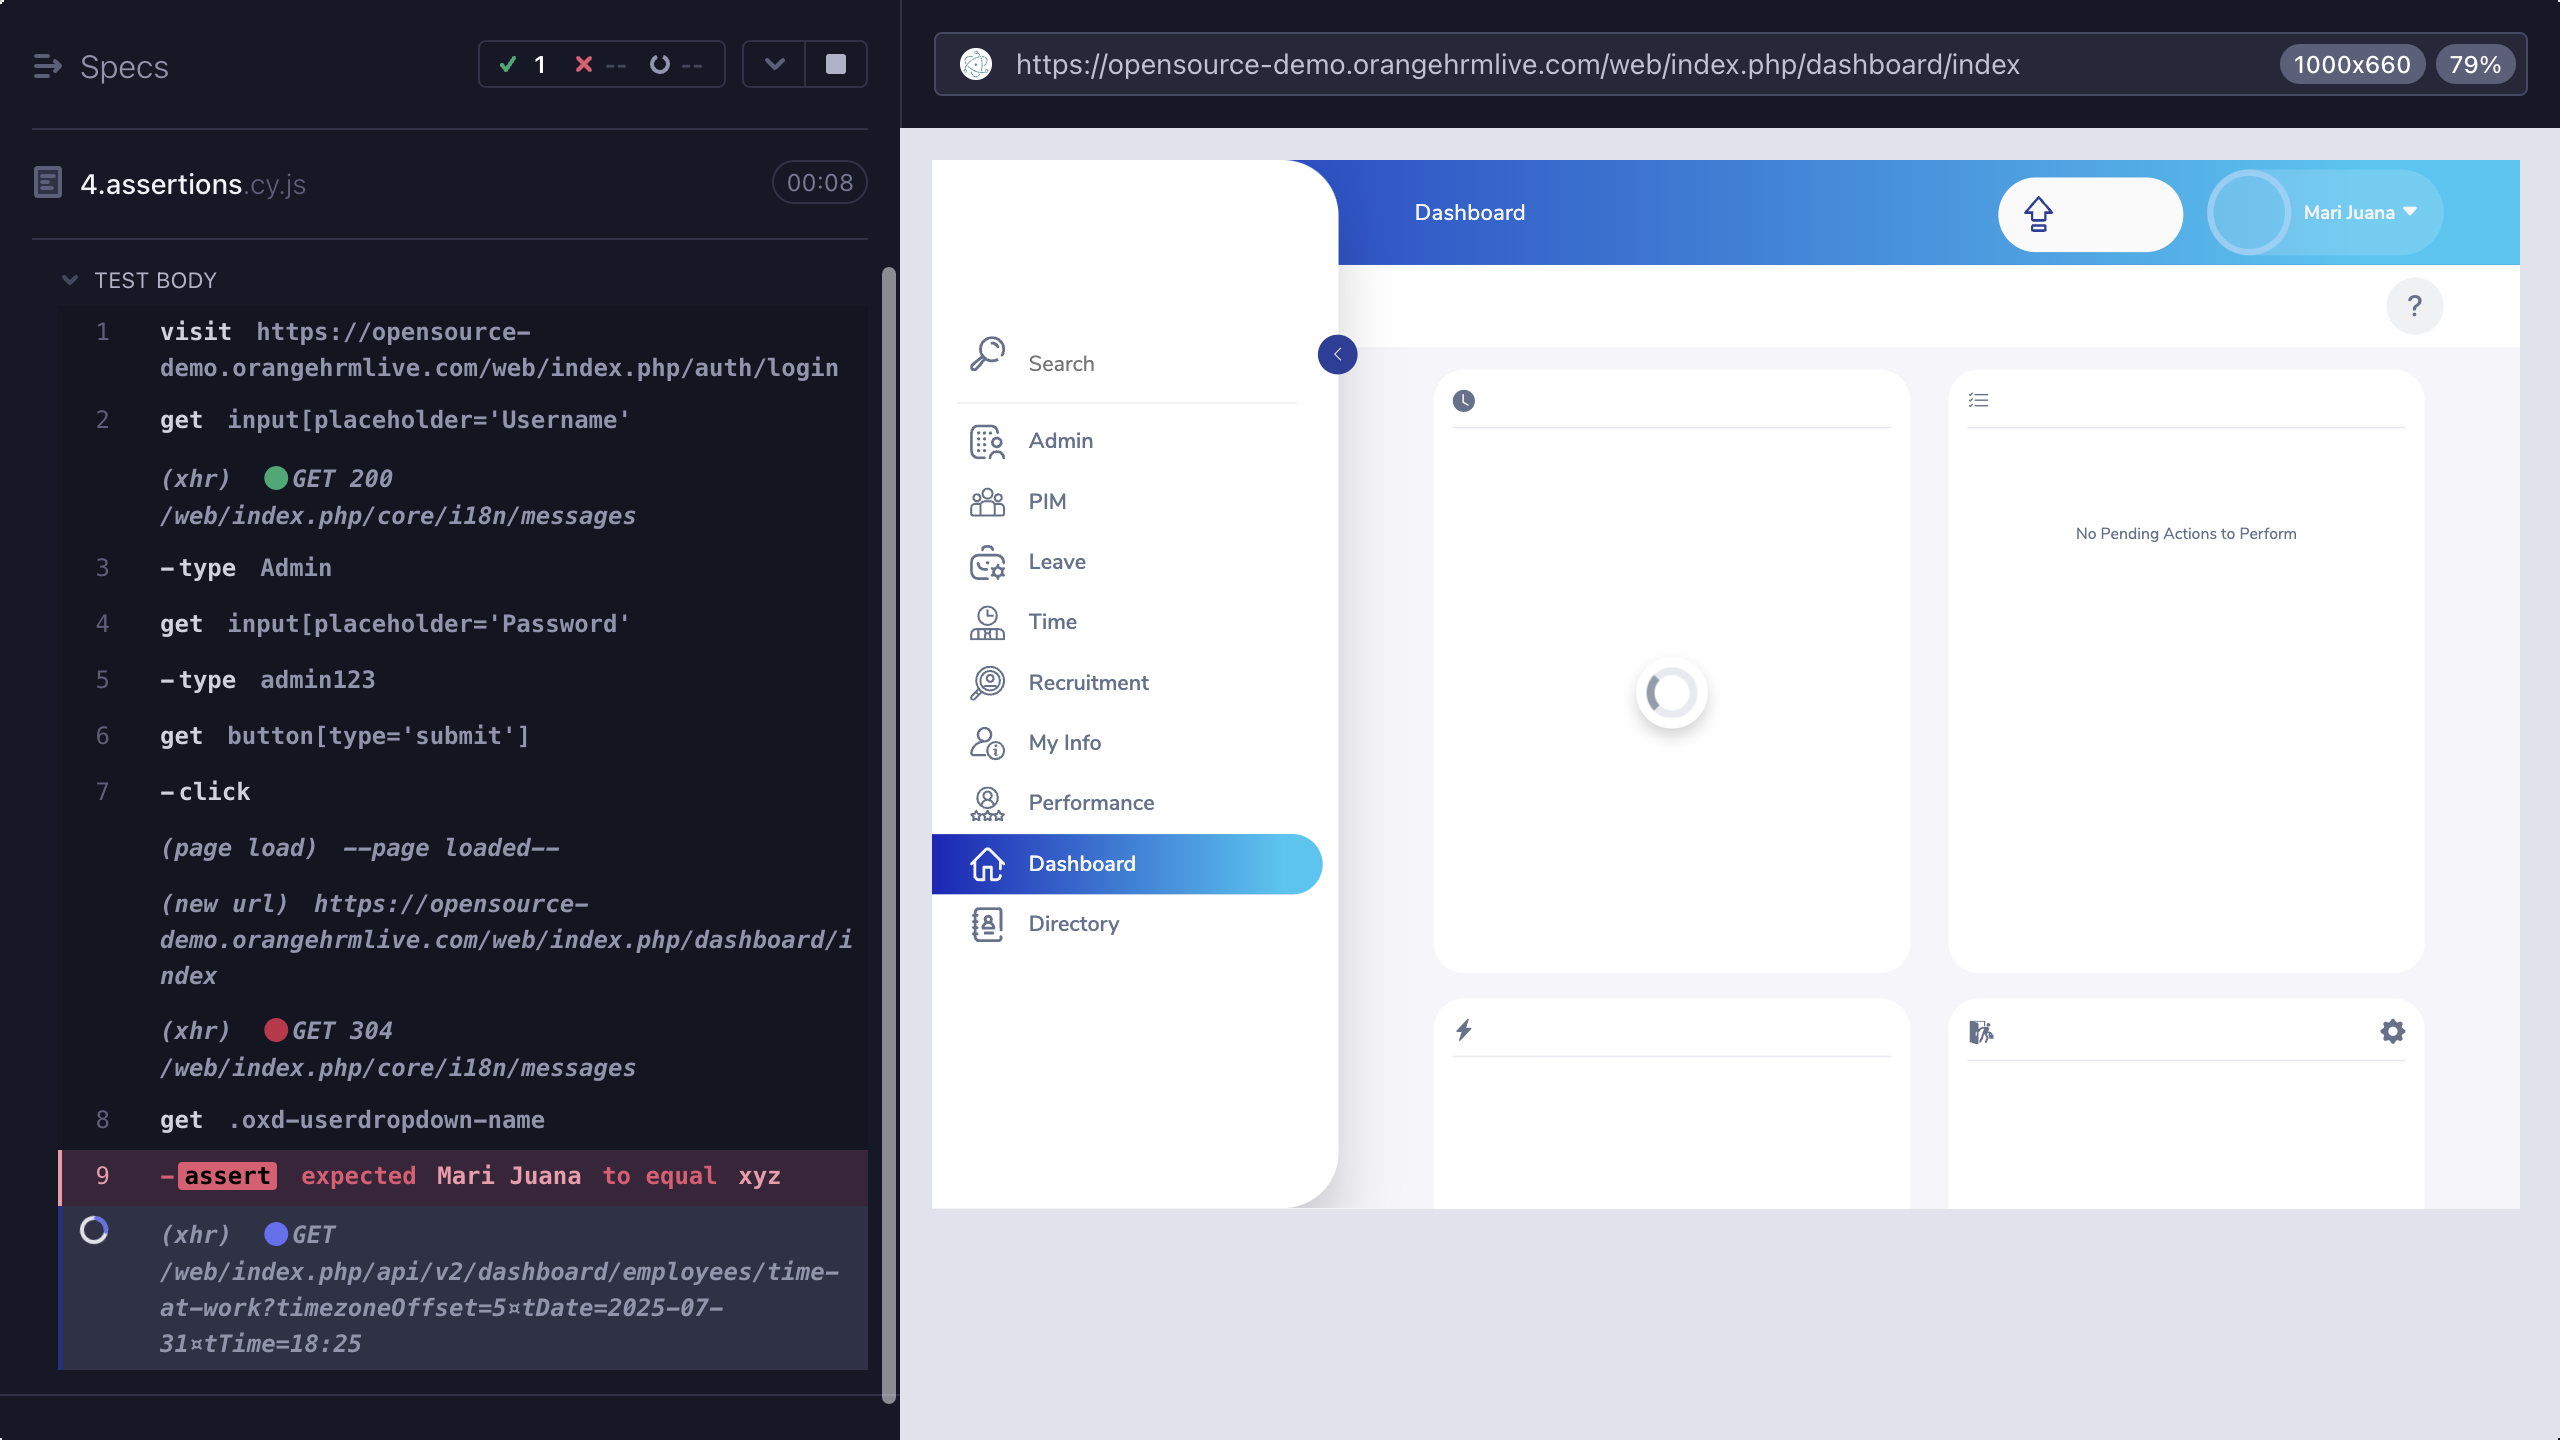 Specs
1
--
--
4.assertions.cy.js
00:08
TEST BODY
1 visit https://opensource-
demo.orangehrmlive.com/web/index.php/auth/login
2 get input[placeholder='Username'
(xhr) GET 200
/web/index.php/core/i18n/messages
3 -type Admin
4 get input[placeholder='Password'
5 -type admin123
6 get button[type='submit']
7 -click
(page load) --page loaded--
(new url) https://opensource-
demo.orangehrmlive.com/web/index.php/dashboard/i
ndex
(xhr) GET 304
/web/index.php/core/i18n/messages
8 get .oxd-userdropdown-name
9 -assert expected Mari Juana to equal xyz
(xhr) GET
/web/index.php/api/v2/dashboard/employees/time-
at-work?timezoneOffset=5¤tDate=2025-07-
31¤tTime=18:25
https://opensource-demo.orangehrmlive.com/web/index.php/dashboard/index
1000x660
79%
Dashboard
Mari Juana
?
Search
Admin
PIM
Leave
Time
Recruitment
My Info
Performance
Dashboard
Directory
No Pending Actions to Perform